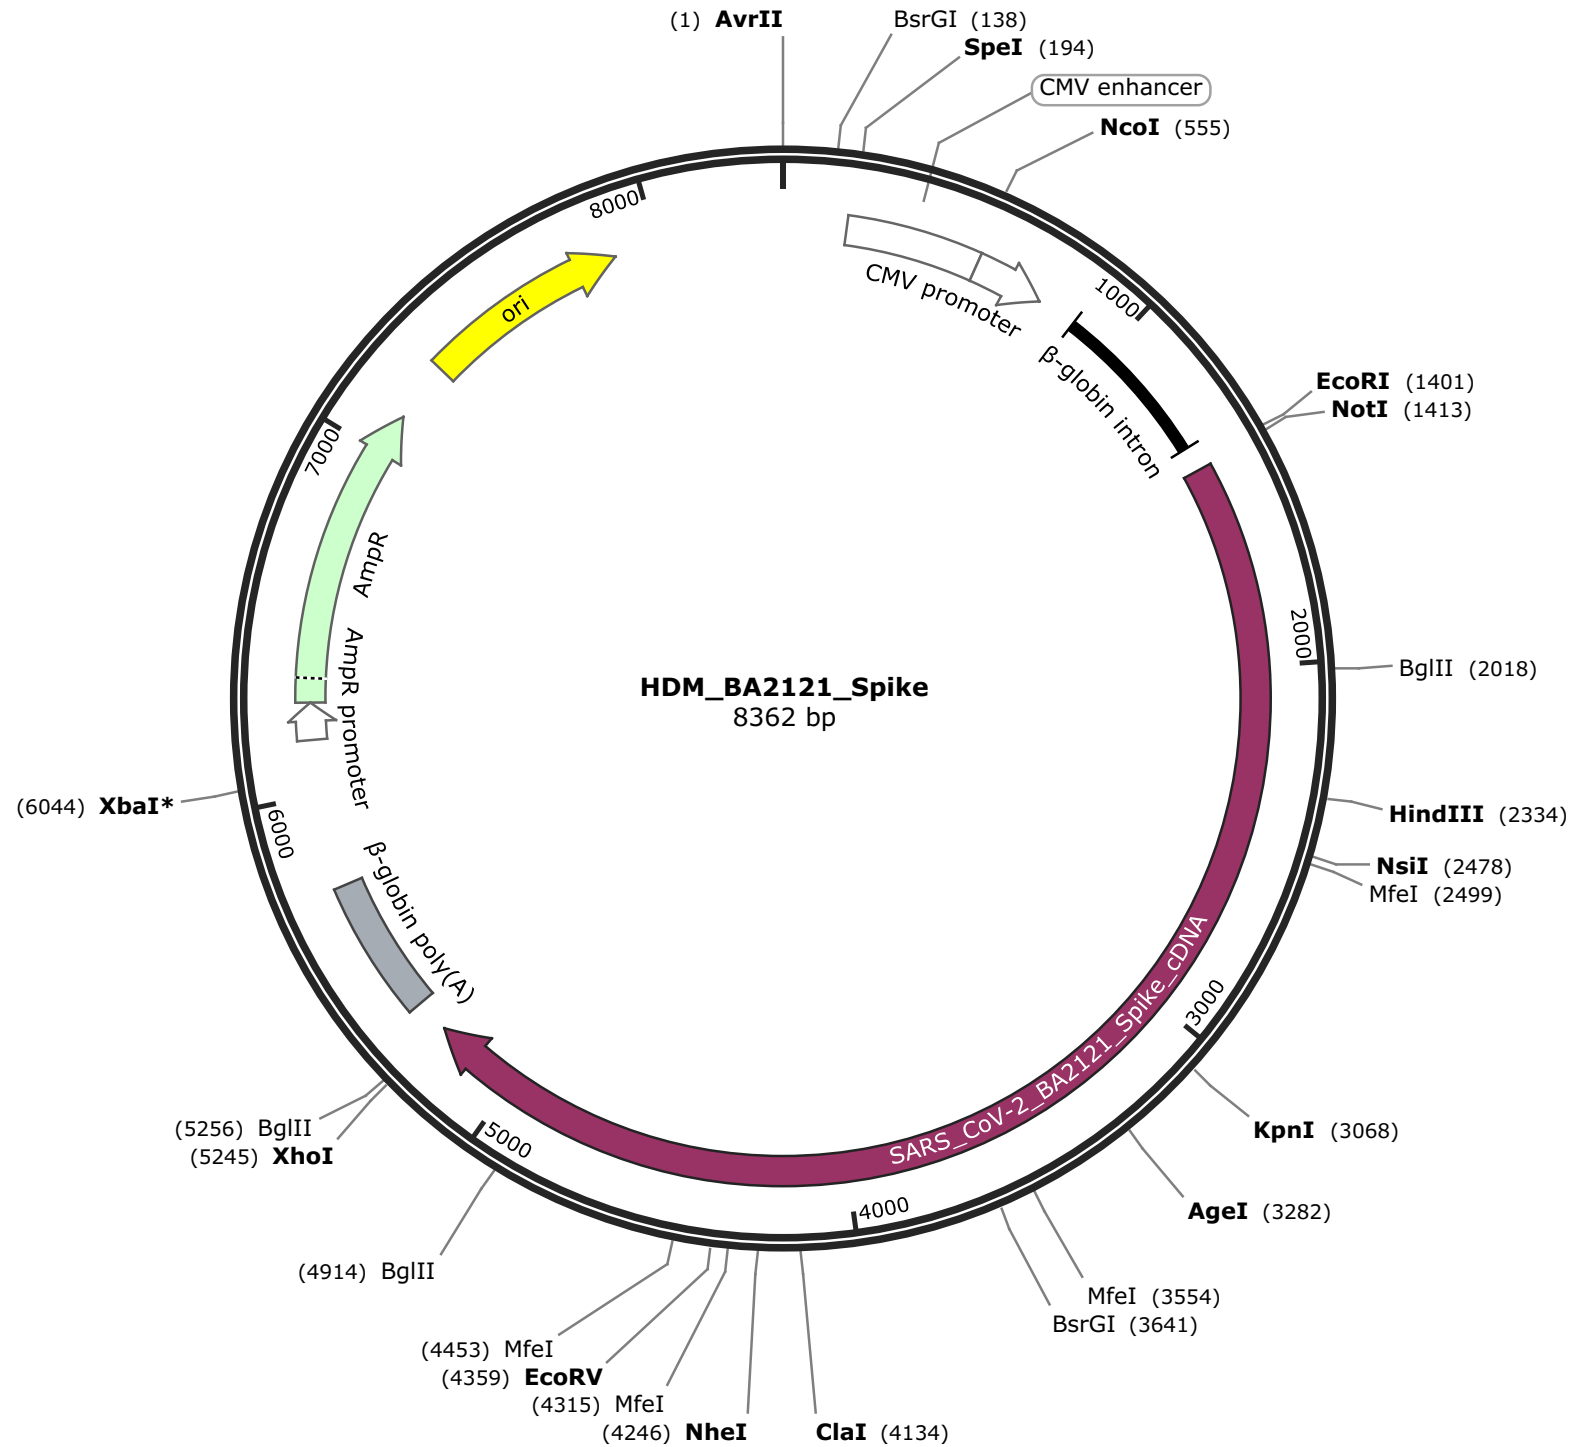 (1) AvrII
BsrGI (138)
SpeI (194)
CMV enhancer
NcoI (555)
8000
CMV promoter
1000
ori
β-globin intron
EcoRI (1401)
NotI (1413)
7000
AmpR
2000
BglII (2018)
AmpR promoter
HDM_BA2121_Spike
8362 bp
(6044) XbaI*
6000
HindIII (2334)
β-globin poly(A)
NsiI (2478)
MfeI (2499)
SARS_CoV-2_BA2121_Spike_cDNA
3000
(5256) BglII
(5245) XhoI
5000
KpnI (3068)
4000
AgeI (3282)
(4914) BglII
MfeI (3554)
BsrGI (3641)
(4453) MfeI
(4359) EcoRV
(4315) MfeI
(4246) NheI
ClaI (4134)